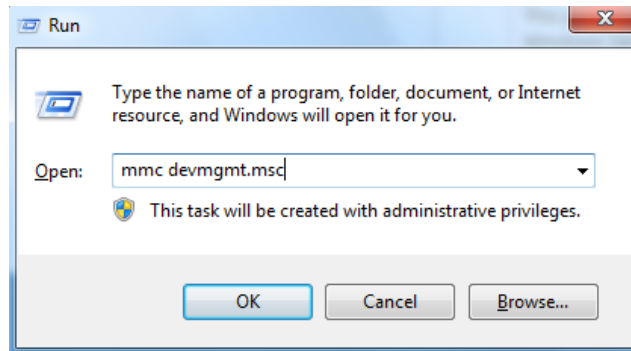 Run
Type the name of a program, folder, document, or Internet
resource, and Windows will open it for you.
Open:
mmc devmgmt.msc
This task will be created with administrative privileges.
OK
Cancel
Browse...